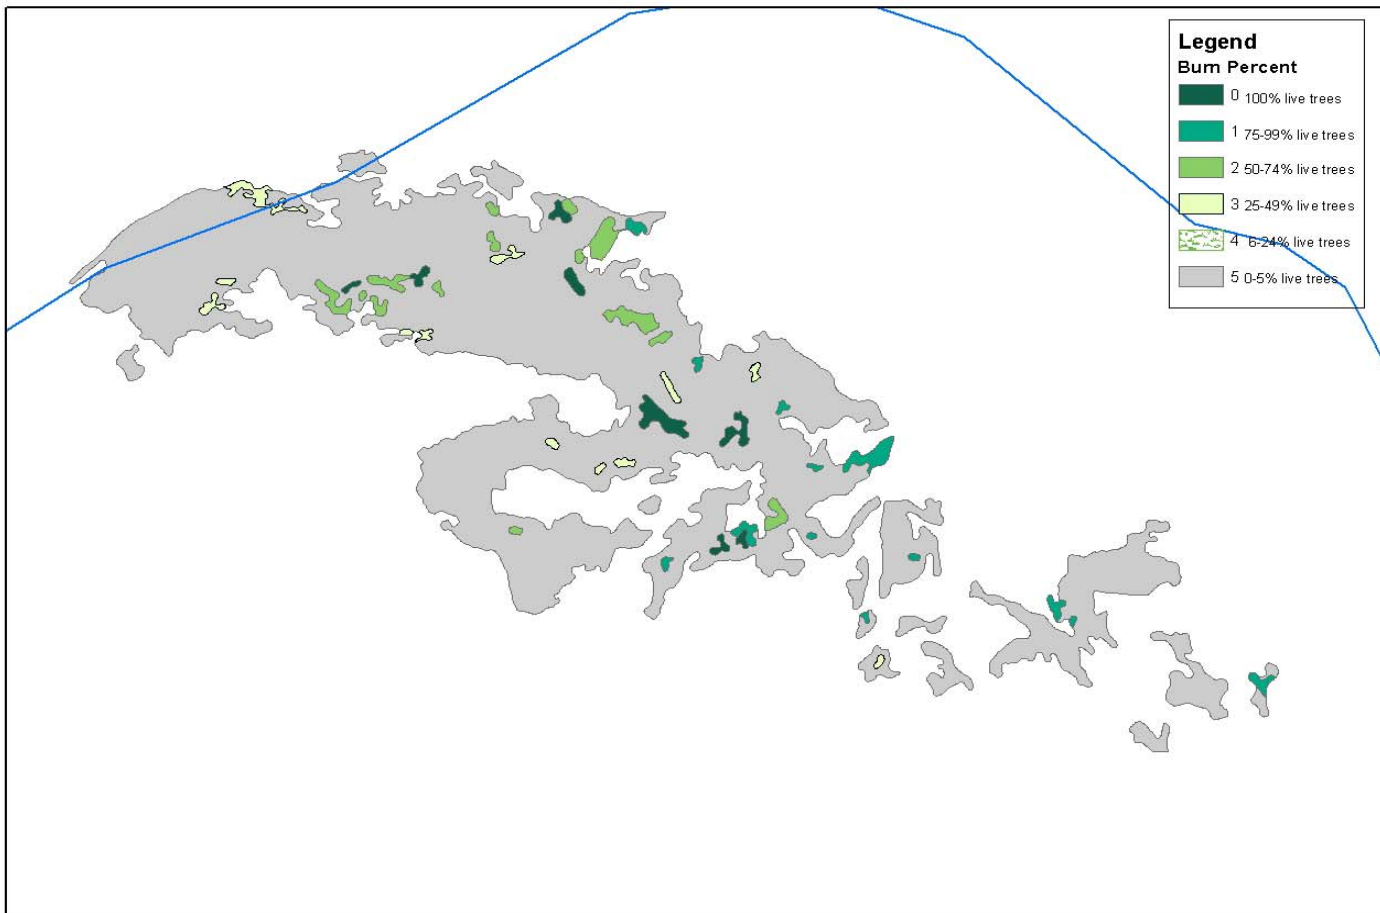 Legend
Burn Percent
0 100% live trees
1 75-99% live trees
2 50-74% live trees
3 25-49% live trees
4 6-24% live trees
5 0-5% live trees